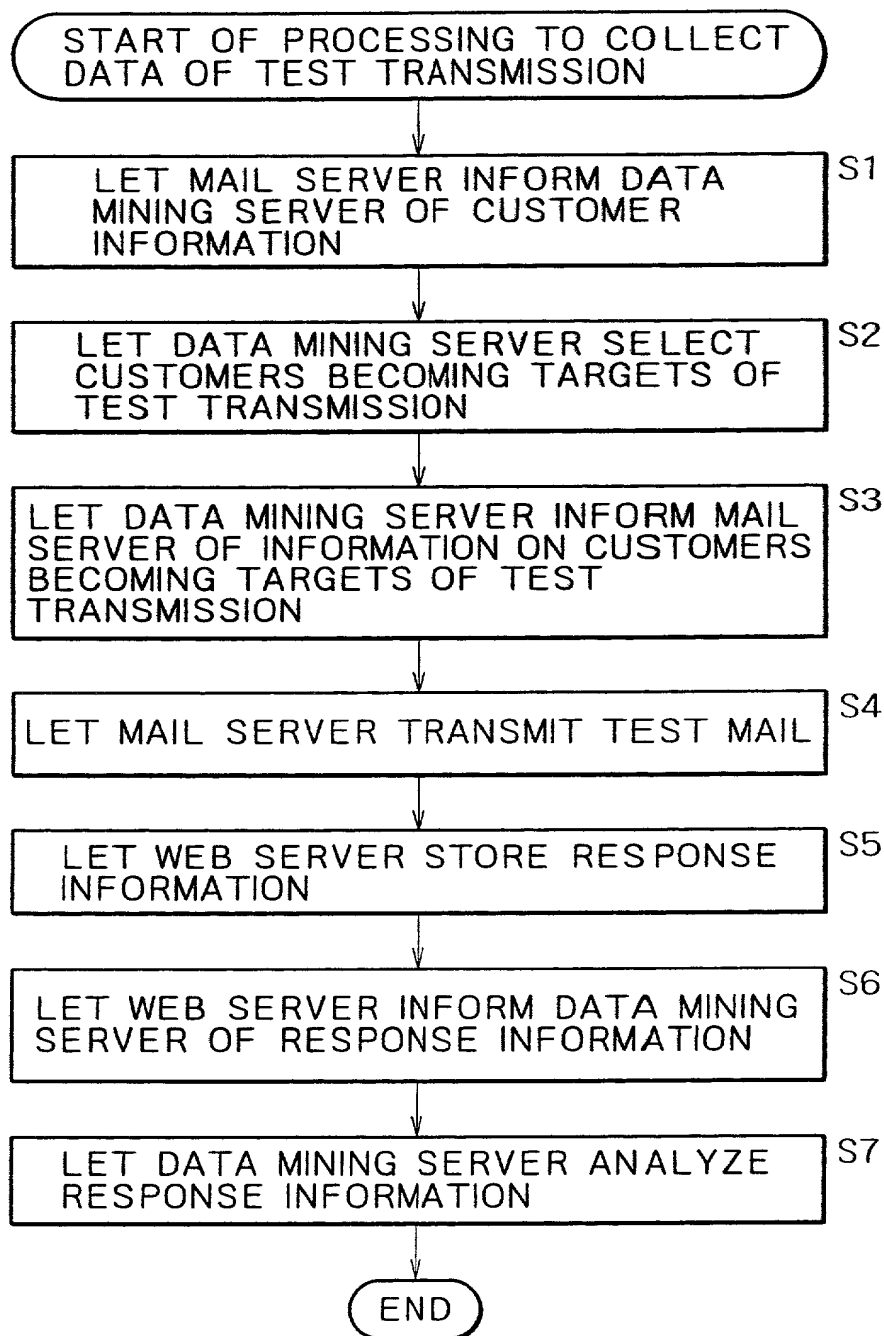 START OF PROCESSING TO COLLECT
DATA OF TEST TRANSMISSION
S1
LET MAIL SERVER INFORM DATA
MINING SERVER OF CUSTOMER
INFORMATION
S2
LET DATA MINING SERVER SELECT
CUSTOMERS BECOMING TARGETS OF
TEST TRANSMISSION
S3
LET DATA MINING SERVER INFORM MAIL
SERVER OF INFORMATION ON CUSTOMERS
BECOMING TARGETS OF TEST
TRANSMISSION
S4
LET MAIL SERVER TRANSMIT TEST MAIL
S5
LET WEB SERVER STORE RESPONSE
INFORMATION
S6
LET WEB SERVER INFORM DATA MINING
SERVER OF RESPONSE INFORMATION
S7
LET DATA MINING SERVER ANALYZE
RESPONSE INFORMATION
END